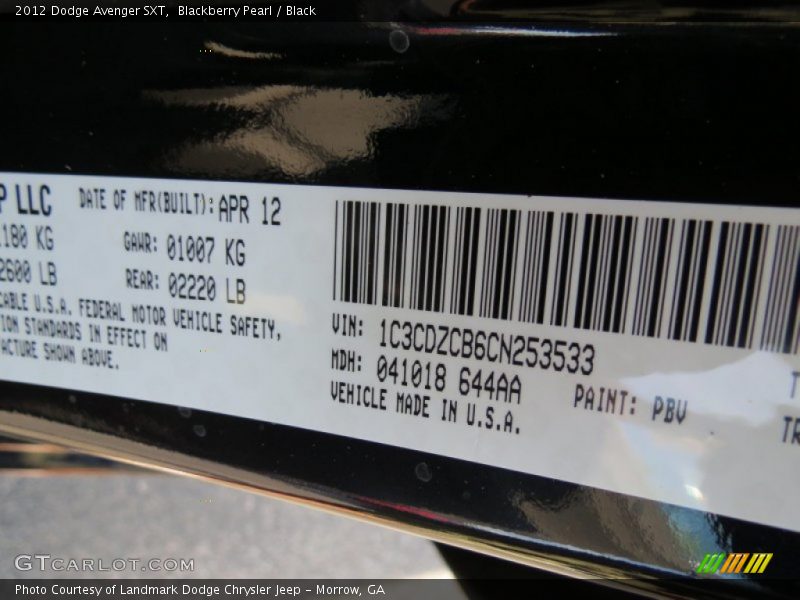 2012 Dodge Avenger SXT,  Blackberry Pearl / Black
P LLC
DATE OF MFR(BUILT): APR 12
180 KG
GAWR: 01007 KG
2600 LB
REAR: 02220 LB
CABLE U.S.A. FEDERAL MOTOR VEHICLE SAFETY,
TION STANDARDS IN EFFECT ON
ACTURE SHOWN ABOVE.
VIN: 1C3CDZCB6CN253533
MDH: 041018 644AA
PAINT: PBV
VEHICLE MADE IN U.S.A.
T
TR
GTCARLOT.COM
Photo Courtesy of Landmark Dodge Chrysler Jeep – Morrow, GA